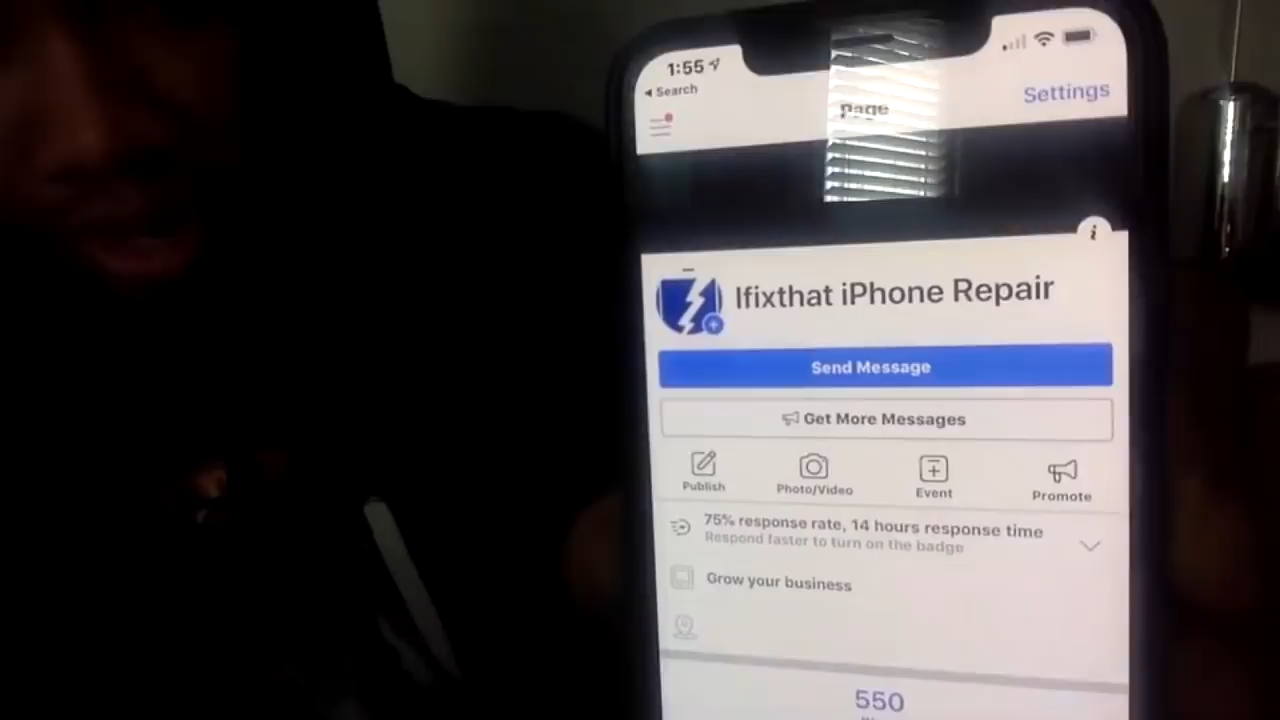 1:55
Search
Page
Settings
Ifixthat iPhone Repair
Send Message
Get More Messages
Publish
Photo/Video
Event
Promote
75% response rate, 14 hours response time
Respond faster to turn on the badge
Grow your business
550